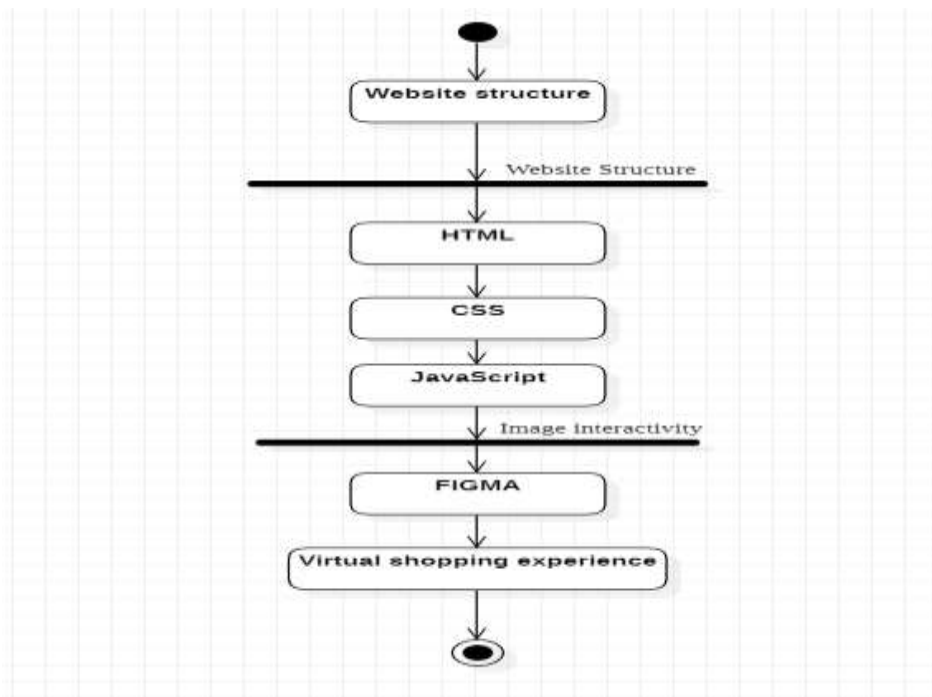 Website structure
Website Structure
HTML
CSS
JavaScript
Image interactivity
FIGMA
Virtual shopping experience